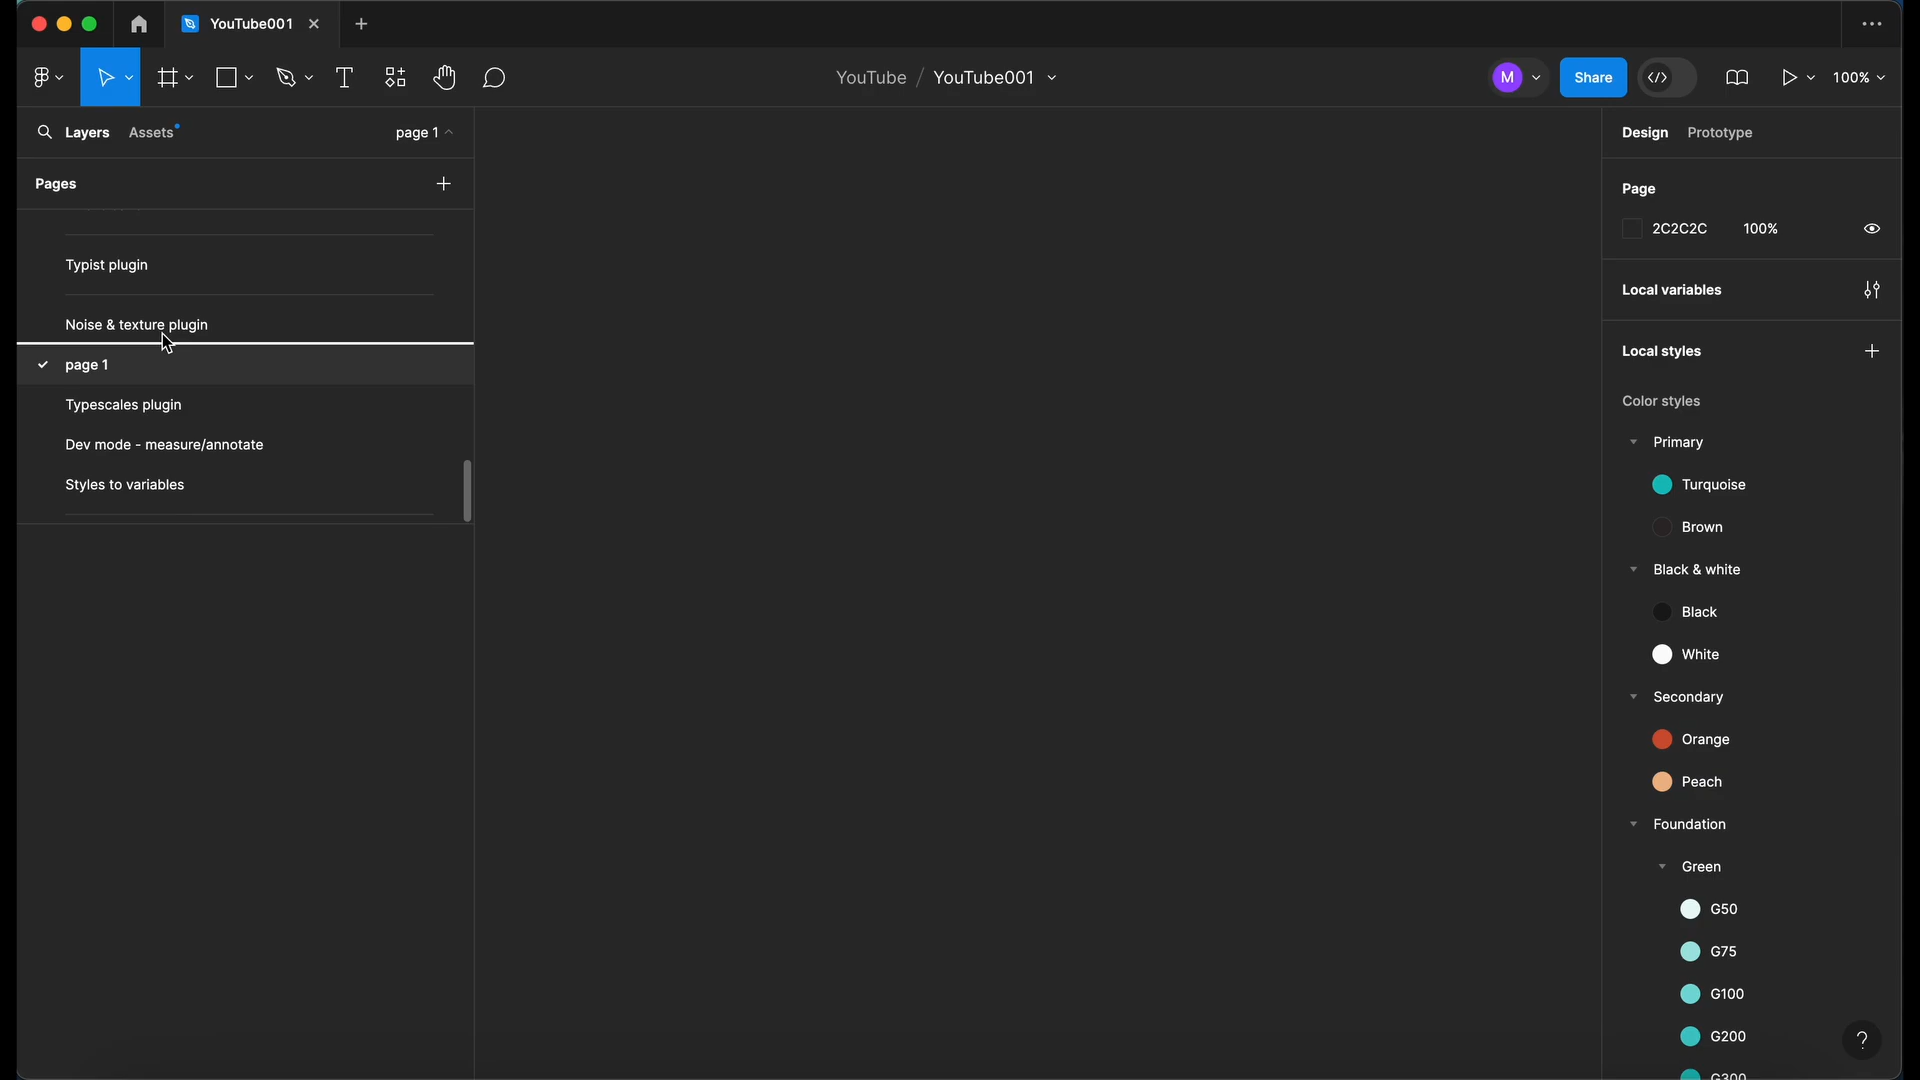 YouTube001
YouTube / YouTube001
M
Share
100%
Layers
Assets
page 1
Pages
Typist plugin
Noise & texture plugin
page 1
Typescales plugin
Dev mode - measure/annotate
Styles to variables
Design
Prototype
Page
2C2C2C
100%
Local variables
Local styles
Color styles
Primary
Turquoise
Brown
Black & white
Black
White
Secondary
Orange
Peach
Foundation
Green
G50
G75
G100
G200
G300
?